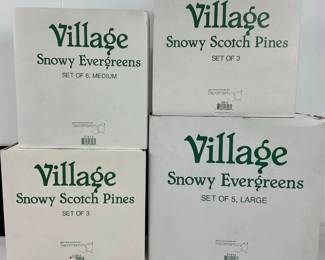 Village
Snowy Evergreens
SET OF 6, MEDIUM
Village
Snowy Scotch Pines
SET OF 3
Village
Snowy Scotch Pines
SET OF 3
Village
Snowy Evergreens
SET OF 5, LARGE